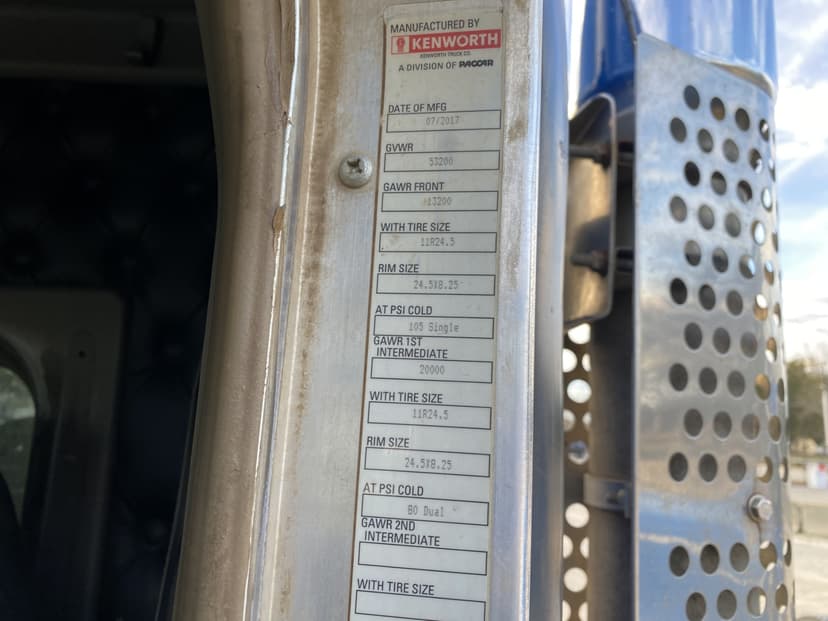 MANUFACTURED BY
KENWORTH
KENWORTH TRUCK CO.
A DIVISION OF PACCAR
DATE OF MFG
07/2017
GVWR
53200
GAWR FRONT
13200
WITH TIRE SIZE
11R24.5
RIM SIZE
24.5X8.25
AT PSI COLD
105 Single
GAWR 1ST
INTERMEDIATE
20000
WITH TIRE SIZE
11R24.5
RIM SIZE
24.5X8.25
AT PSI COLD
80 Dual
GAWR 2ND
INTERMEDIATE
WITH TIRE SIZE